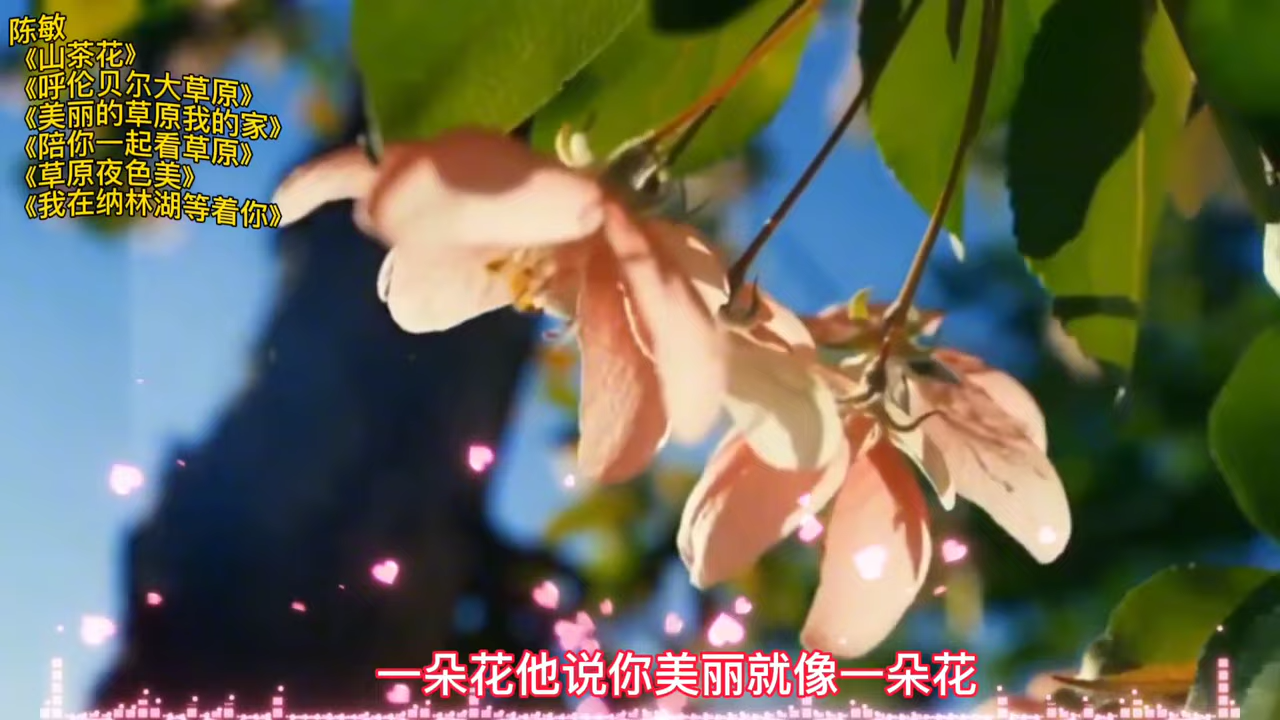 陈敏
《山茶花》
《呼伦贝尔大草原》
《美丽的草原我的家》
《陪你一起看草原》
《草原夜色美》
《我在纳林湖等着你》
一朵花他说你美丽就像一朵花